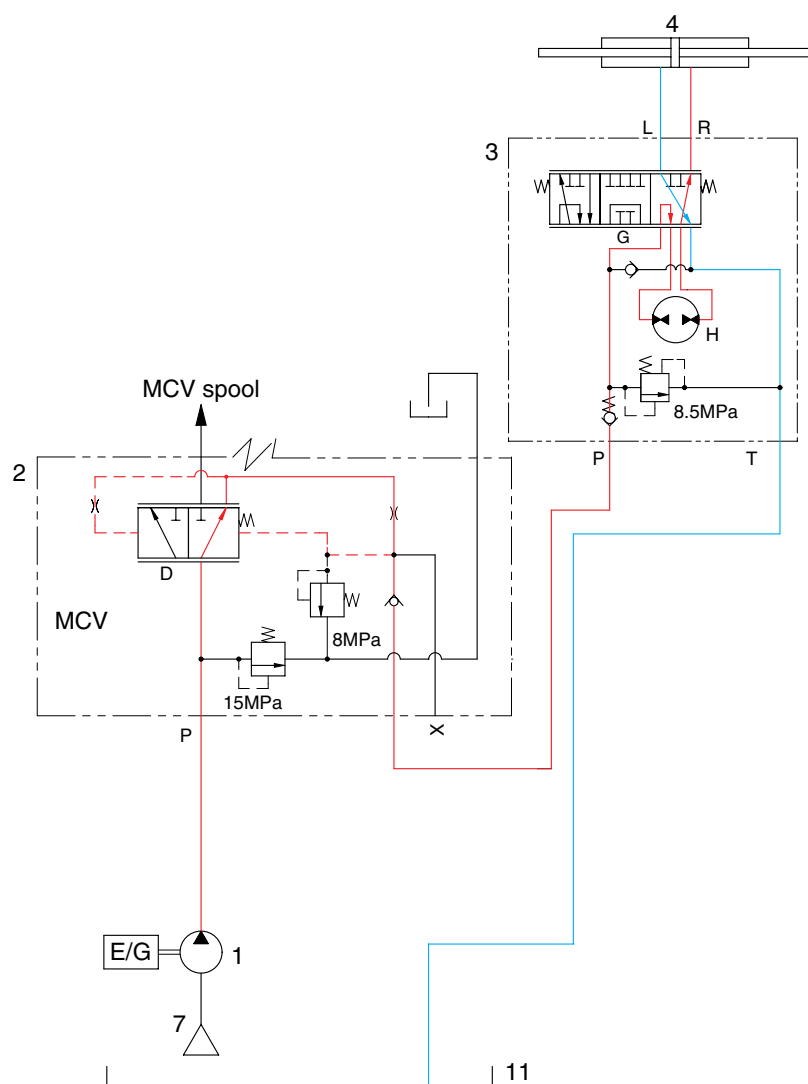 4
L R
3
G
H
MCV spool
8.5MPa
P T
2
D
MCV
8MPa
15MPa
P X
E/G 1
7
11